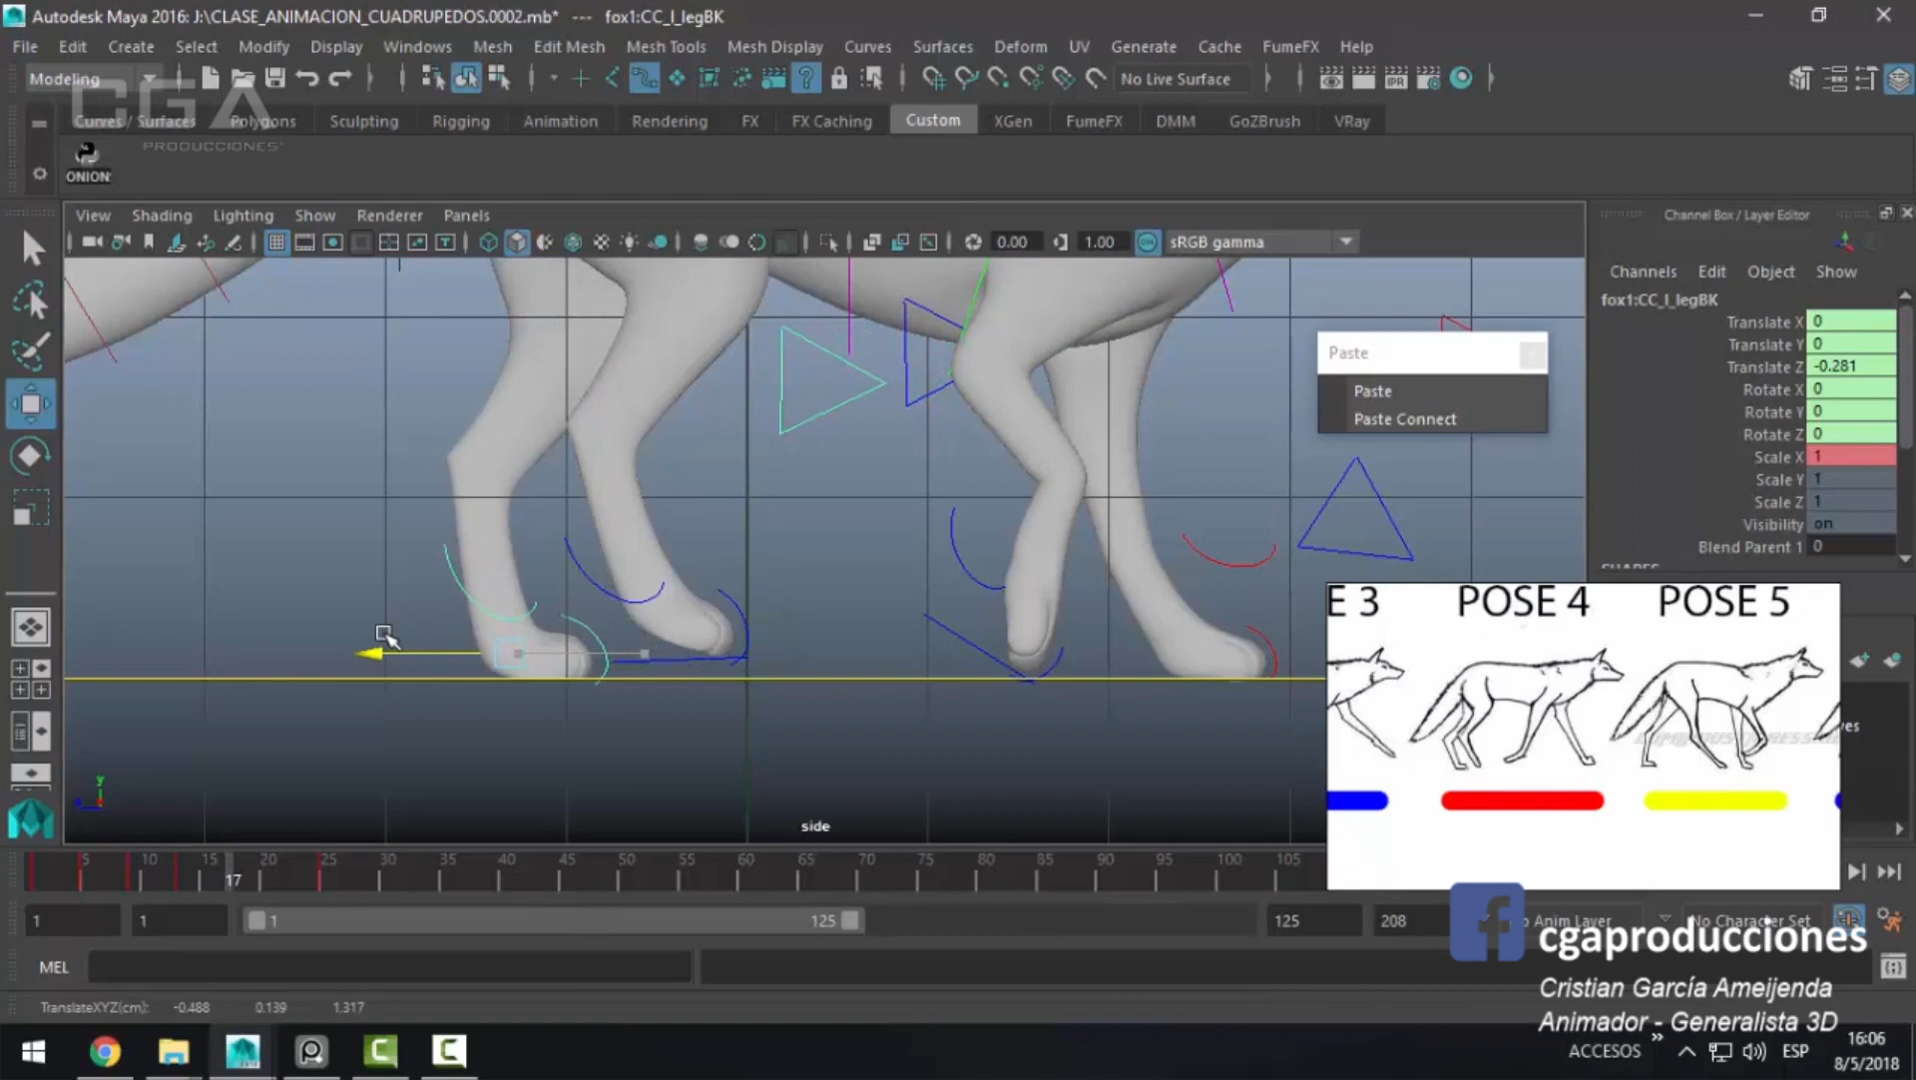 Autodesk Maya 2016: J:\CLASE_ANIMACION_CUADRUPEDOS.0002.mb* --- fox1:CC_l_legBK
File Edit Create Select Modify Display Windows Mesh Edit Mesh Mesh Tools Mesh Display Curves Surfaces Deform UV Generate Cache FumeFX Help
Modeling No Live Surface
CGA
Curves / Surfaces Polygons Sculpting Rigging Animation Rendering FX FX Caching Custom XGen FumeFX DMM GoZBrush VRay
PRODUCCIONES
ONION
View Shading Lighting Show Renderer Panels
Channel Box / Layer Editor
0.00 1.00 sRGB gamma
Channels Edit Object Show
fox1:CC_l_legBK
Translate X 0
Translate Y 0
Translate Z -0.281
Rotate X 0
Rotate Y 0
Rotate Z 0
Scale X 1
Scale Y 1
Scale Z 1
Visibility on
Blend Parent 1 0
Paste
Paste
Paste Connect
E 3 POSE 4 POSE 5
y
side
5 10 15 20 25 30 35 40 45 50 55 60 65 70 75 80 85 90 95 100 105
17
1 1 1 125 125 208 Anim Layer No Character Set
cgaproducciones
MEL
Cristian García Ameijenda
TranslateXYZ(cm): -0.488 0.139 1.317
Animador - Generalista 3D
ACCESOS ESP
16:06
8/5/2018